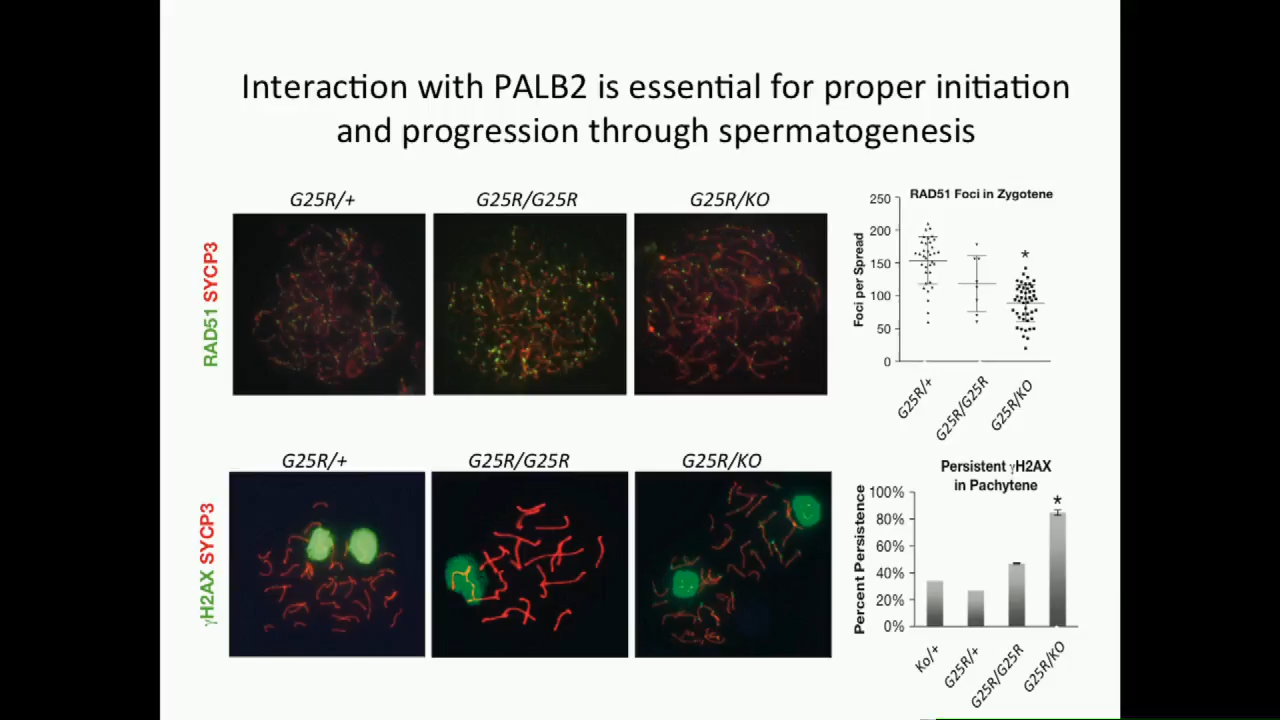 Interaction with PALB2 is essential for proper initiation
and progression through spermatogenesis
G25R/+ G25R/G25R G25R/KO
RAD51 SYCP3
RAD51 Foci in Zygotene
Foci per Spread
250
200
150
100
50
0
*
G25R/+ G25R/G25R G25R/KO
G25R/+ G25R/G25R G25R/KO
γH2AX SYCP3
Persistent γH2AX
in Pachytene
Percent Persistence
100%
80%
60%
40%
20%
0%
*
Ko/+ G25R/+ G25R/G25R G25R/KO